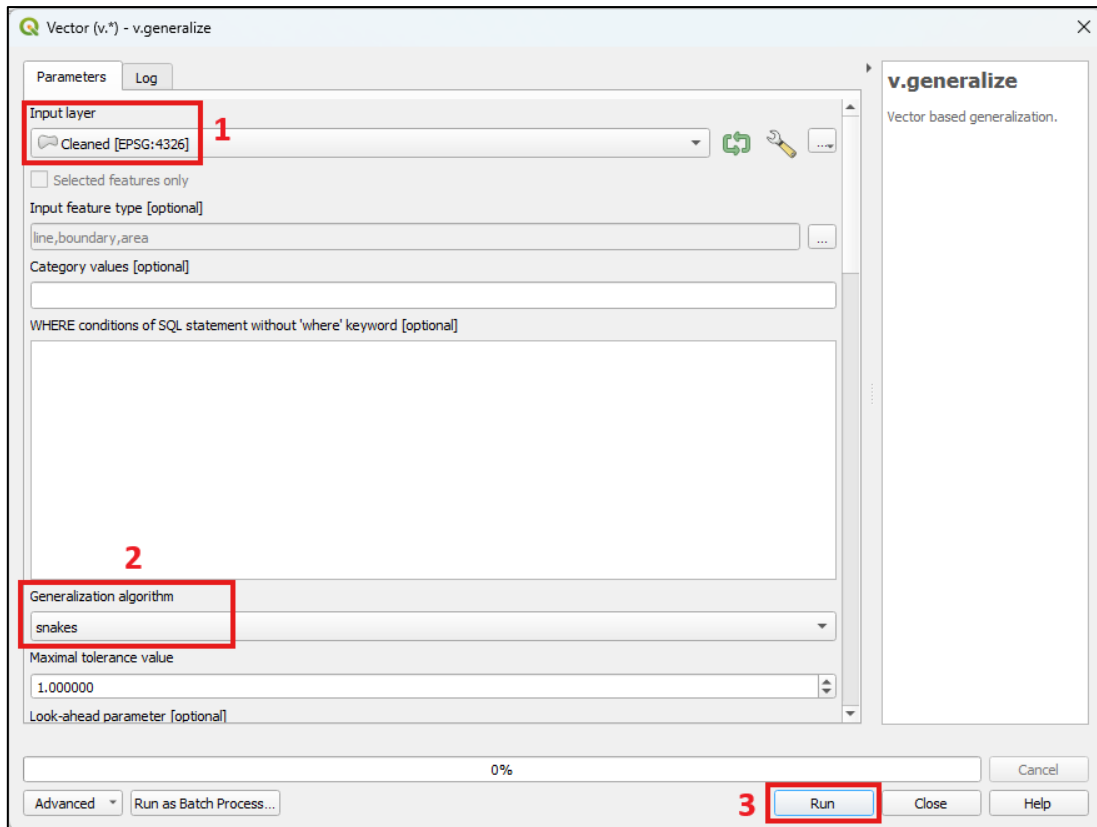 Vector (v.*) - v.generalize
Parameters Log
Input layer
1
Cleaned [EPSG:4326]
...
Selected features only
Input feature type [optional]
line,boundary,area
...
Category values [optional]
WHERE conditions of SQL statement without 'where' keyword [optional]
2
Generalization algorithm
snakes
Maximal tolerance value
1.000000
Look-ahead parameter [optional]
v.generalize
Vector based generalization.
0%
Cancel
Advanced Run as Batch Process... 3 Run Close Help